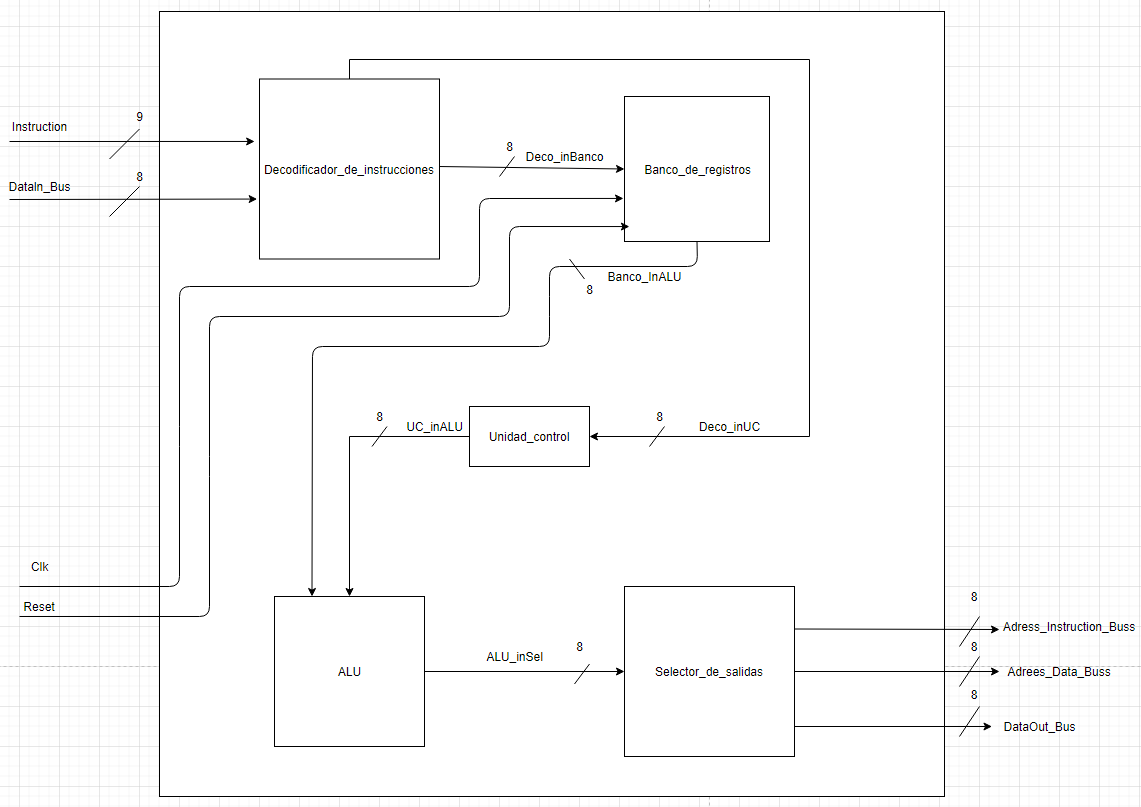 9
Instruction
8
DataIn_Bus
Decodificador_de_instrucciones
8
Deco_inBanco
Banco_de_registros
Banco_InALU
8
8
UC_inALU
Unidad_control
8
Deco_inUC
Clk
Reset
ALU
ALU_inSel
8
Selector_de_salidas
8
Adress_Instruction_Buss
8
Adrees_Data_Buss
8
DataOut_Bus